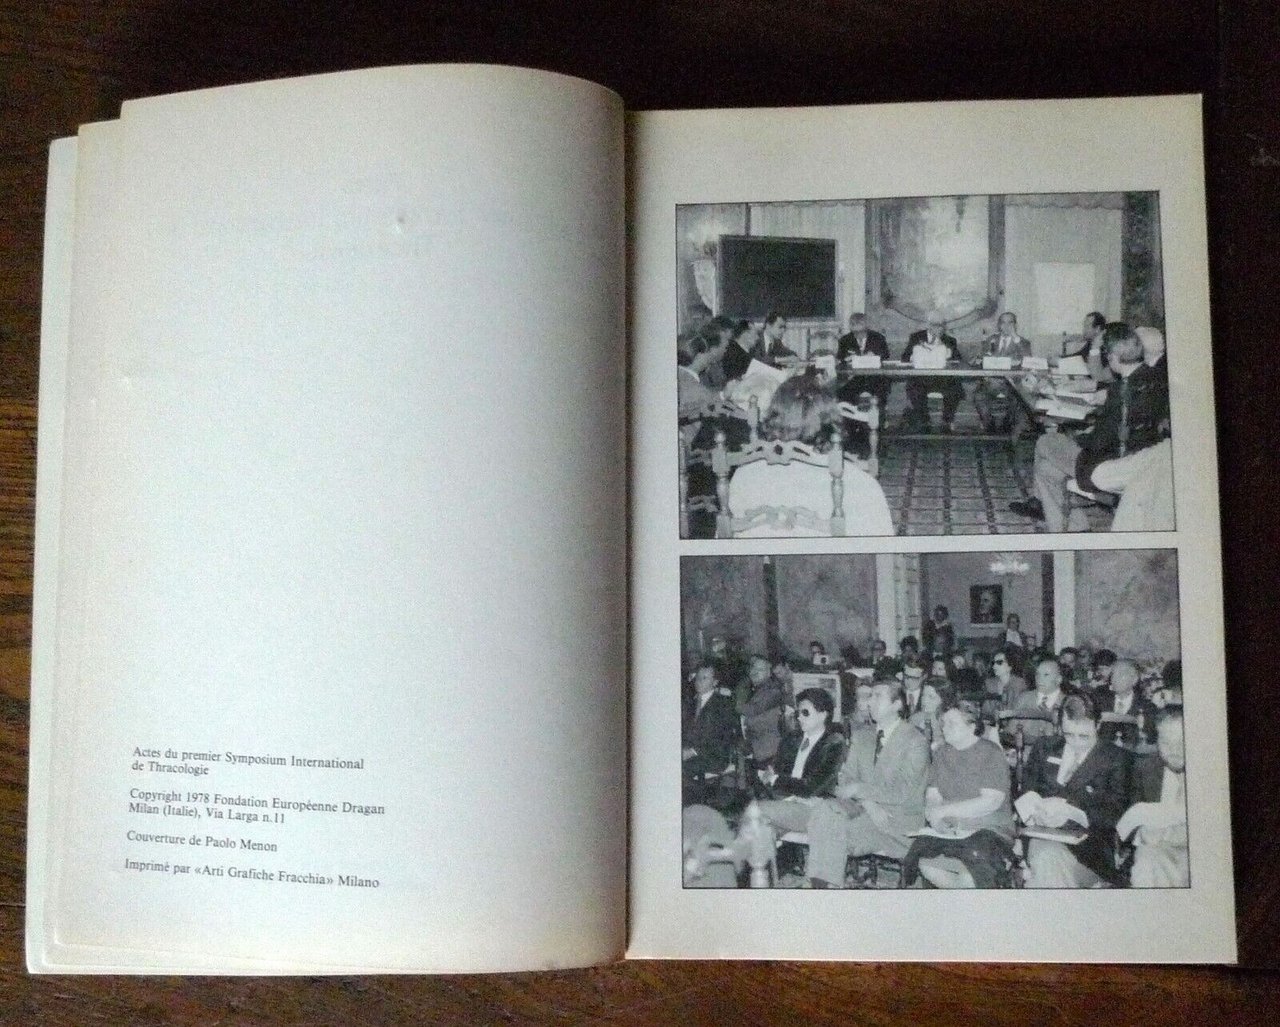 Actes du premier Symposium International
de Thracologie
Copyright 1978 Fondation Européenne Dragan
Milan (Italie), Via Larga n.11
Couverture de Paolo Menon
Imprimé par «Arti Grafiche Fracchia» Milano